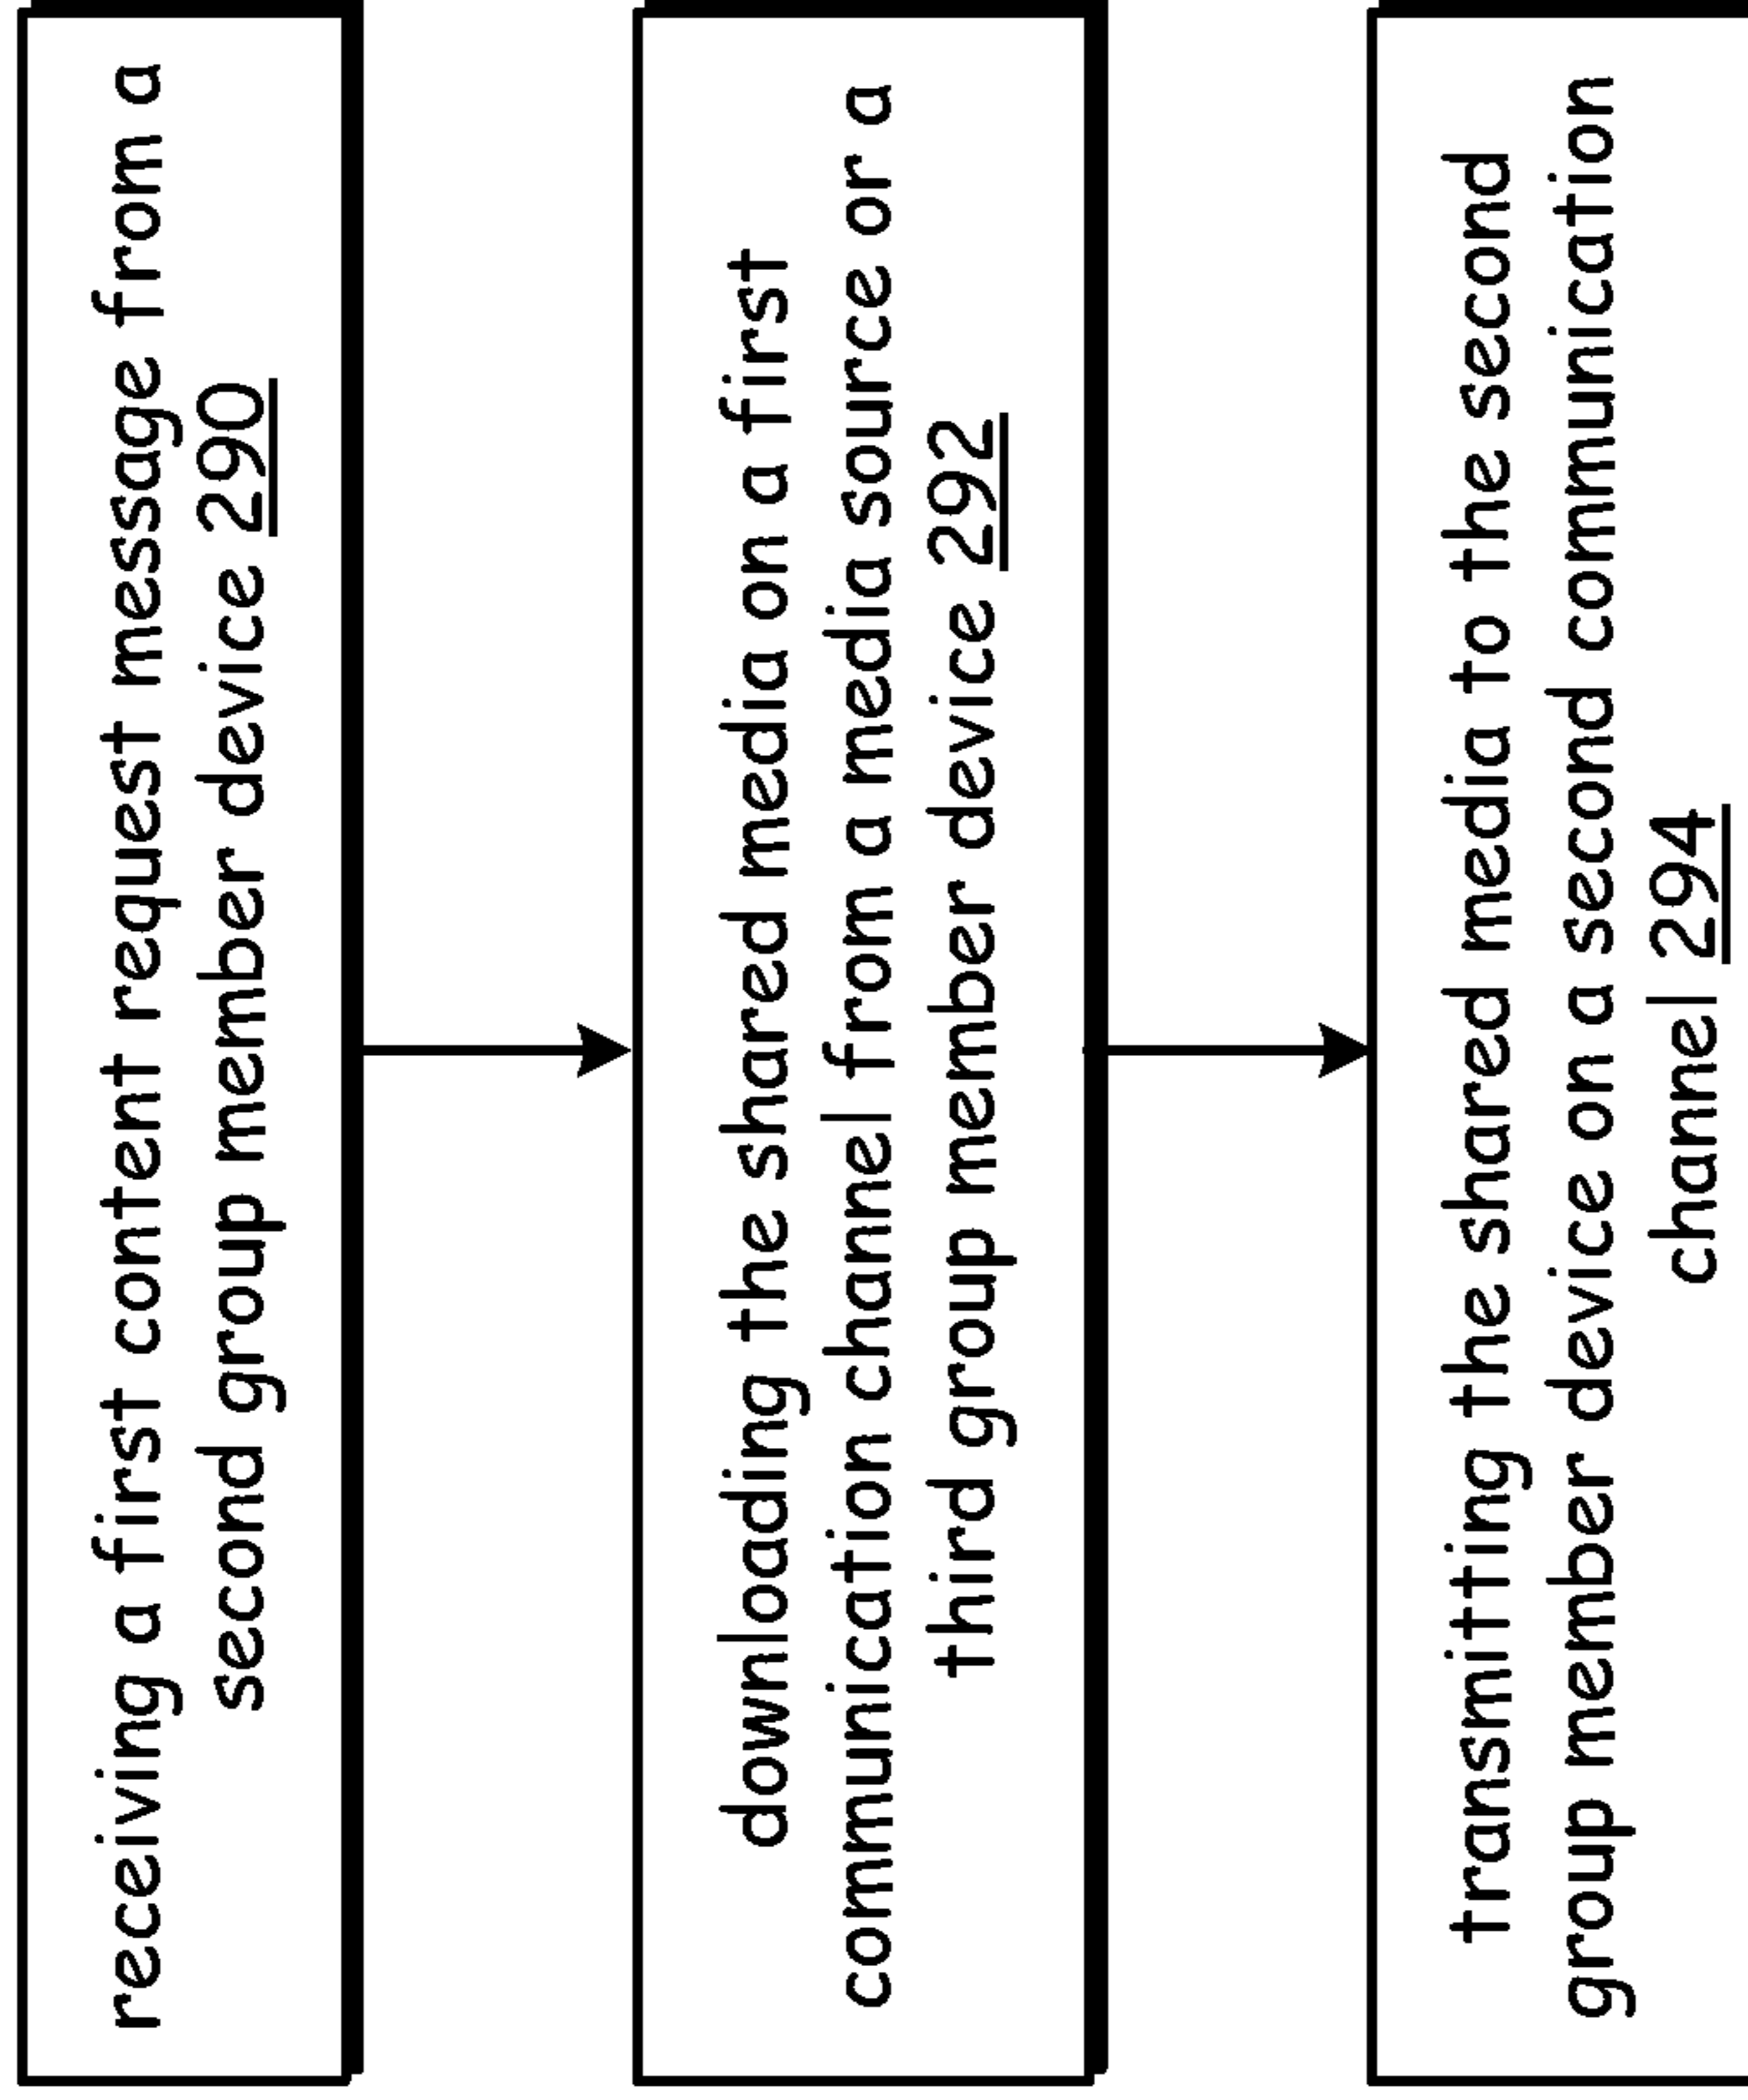 receiving a first content request message from a
second group member device 290
downloading the shared media on a first
communication channel from a media source or a
third group member device 292
transmitting the shared media to the second
group member device on a second communication
channel 294